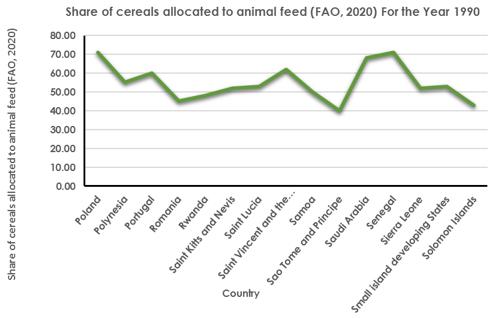 Share of cereals allocated to animal feed (FAO, 2020) For the Year 1990
Share of cereals allocated to animal feed (FAO, 2020)
80.00
70.00
60.00
50.00
40.00
30.00
20.00
10.00
0.00
Poland
Polynesia
Portugal
Romania
Rwanda
Saint Kitts and Nevis
Saint Lucia
Saint Vincent and the...
Samoa
Sao Tome and Principe
Saudi Arabia
Senegal
Sierra Leone
Small island developing States
Solomon Islands
Country